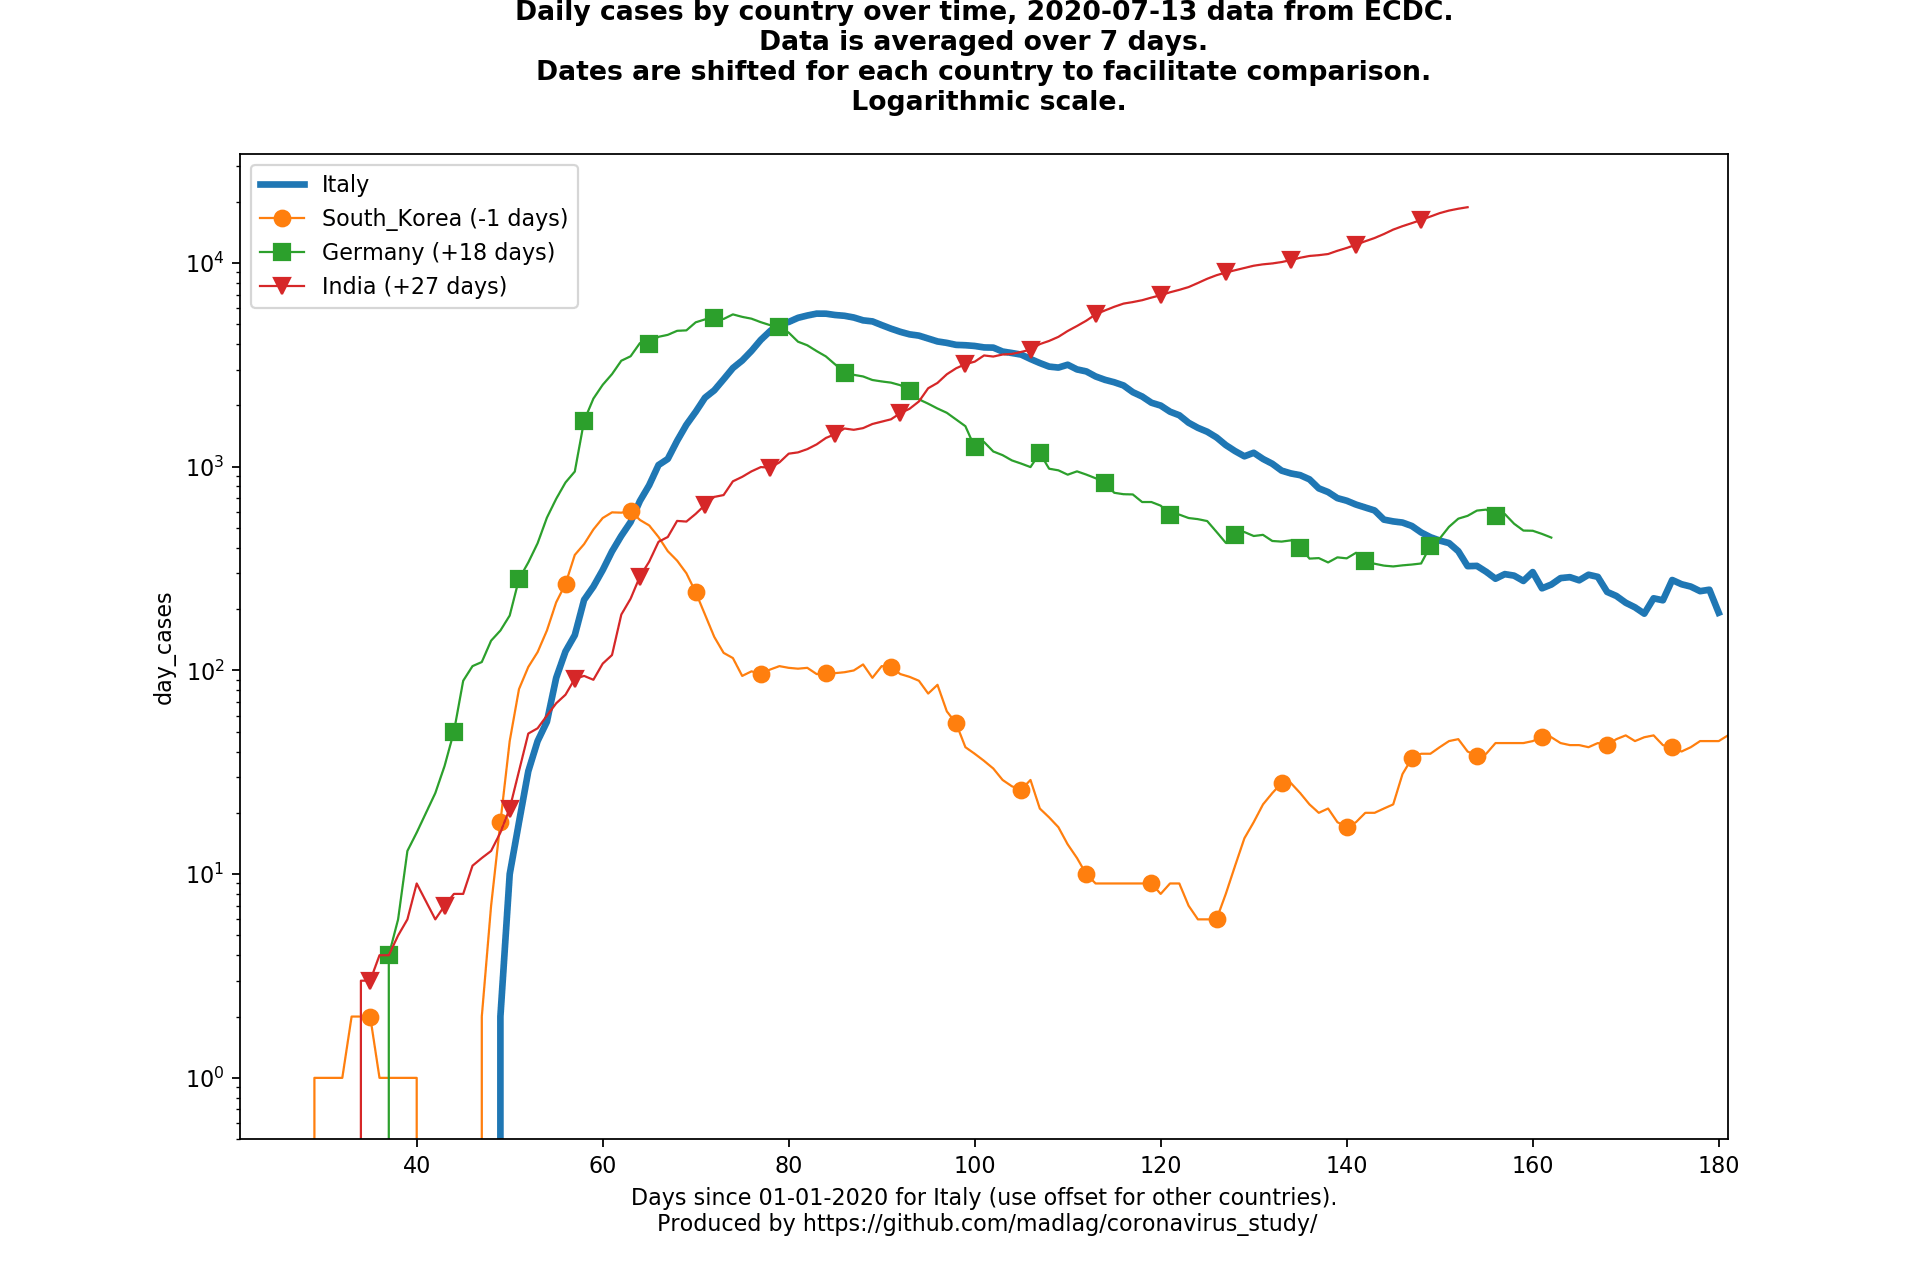 Daily cases by country over time, 2020-07-13 data from ECDC.
Data is averaged over 7 days.
Dates are shifted for each country to facilitate comparison.
Logarithmic scale.
Italy
South_Korea (-1 days)
Germany (+18 days)
India (+27 days)
day_cases
10⁴
10³
10²
10¹
10⁰
40 60 80 100 120 140 160 180
Days since 01-01-2020 for Italy (use offset for other countries).
Produced by https://github.com/madlag/coronavirus_study/